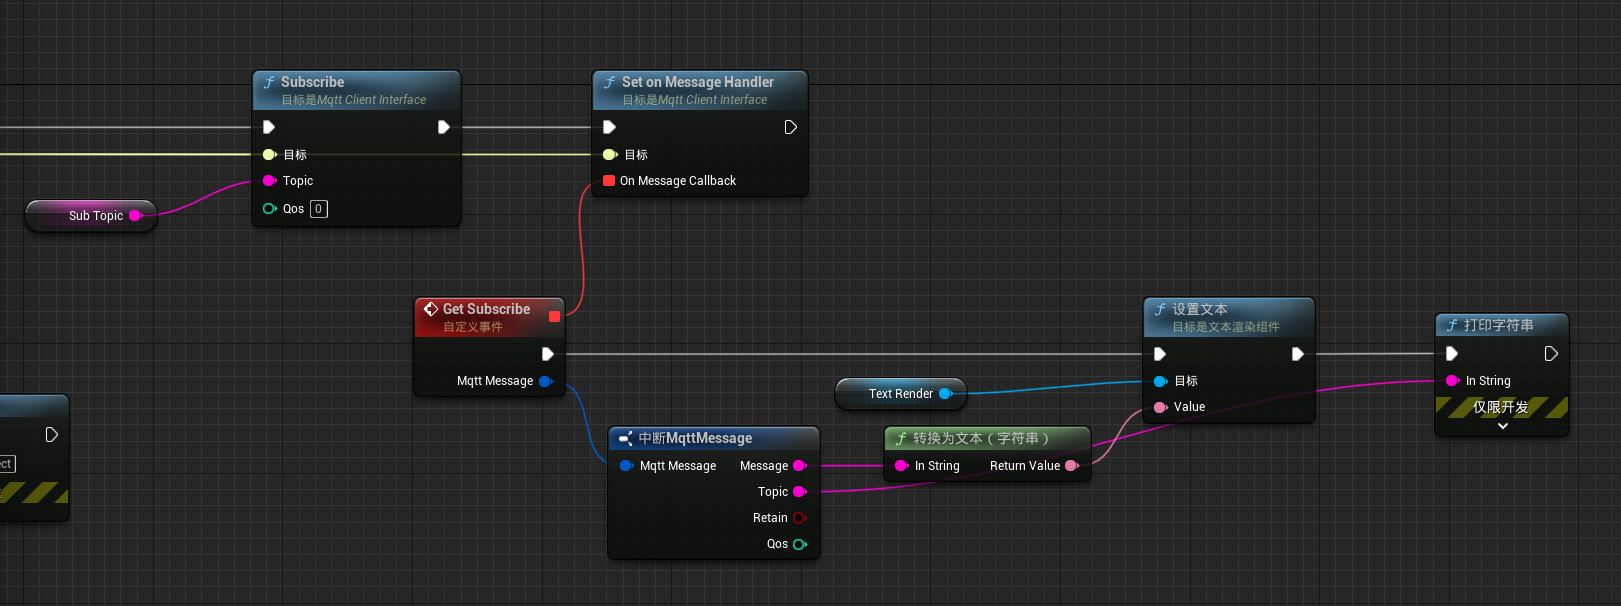 Subscribe
目标是Mqtt Client Interface
目标
Topic
Qos 0
Sub Topic
Set on Message Handler
目标是Mqtt Client Interface
目标
On Message Callback
Get Subscribe
自定义事件
Mqtt Message
中断MqttMessage
Mqtt Message Message
Topic
Retain
Qos
Text Render
转换为文本（字符串）
In String Return Value
设置文本
目标是文本渲染组件
目标
Value
打印字符串
In String
仅限开发